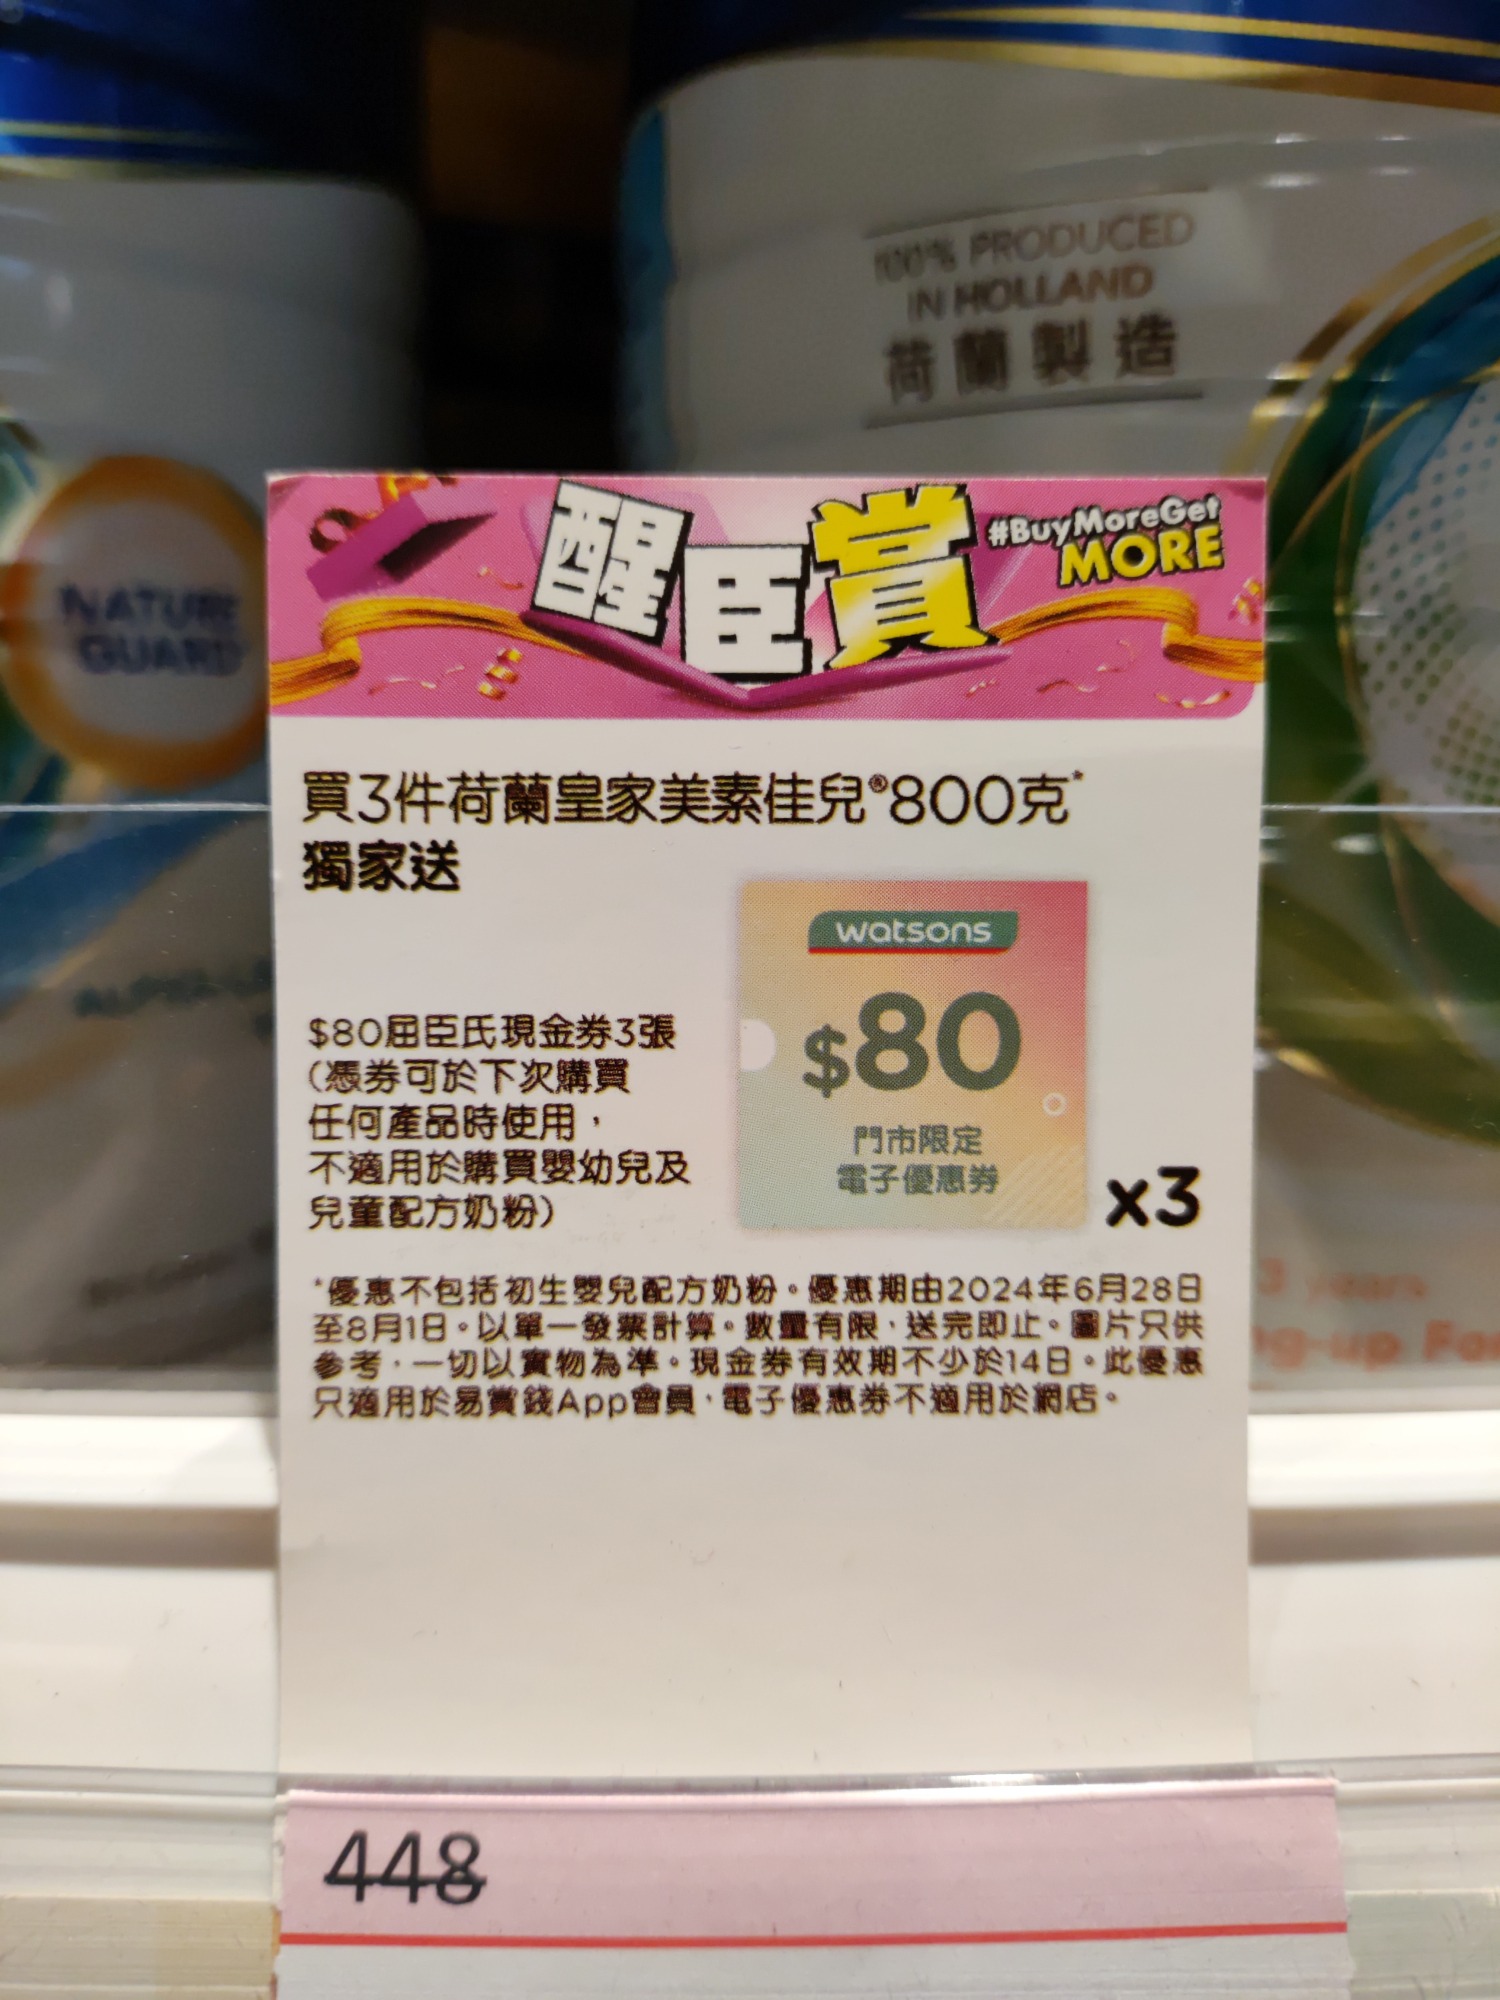 100% PRODUCED
IN HOLLAND
荷蘭製造
NATURE
GUARD
醒臣賞
#BuyMoreGet
MORE
買3件荷蘭皇家美素佳兒®800克*
獨家送
watsons
$80
門市限定
電子優惠券
x3
$80屈臣氏現金券3張
(憑券可於下次購買
任何產品時使用，
不適用於購買嬰幼兒及
兒童配方奶粉)
*優惠不包括初生嬰兒配方奶粉。優惠期由2024年6月28日
至8月1日。以單一發票計算。數量有限，送完即止。圖片只供
參考，一切以實物為準。現金券有效期不少於14日。此優惠
只適用於易賞錢App會員，電子優惠券不適用於網店。
3 years
448